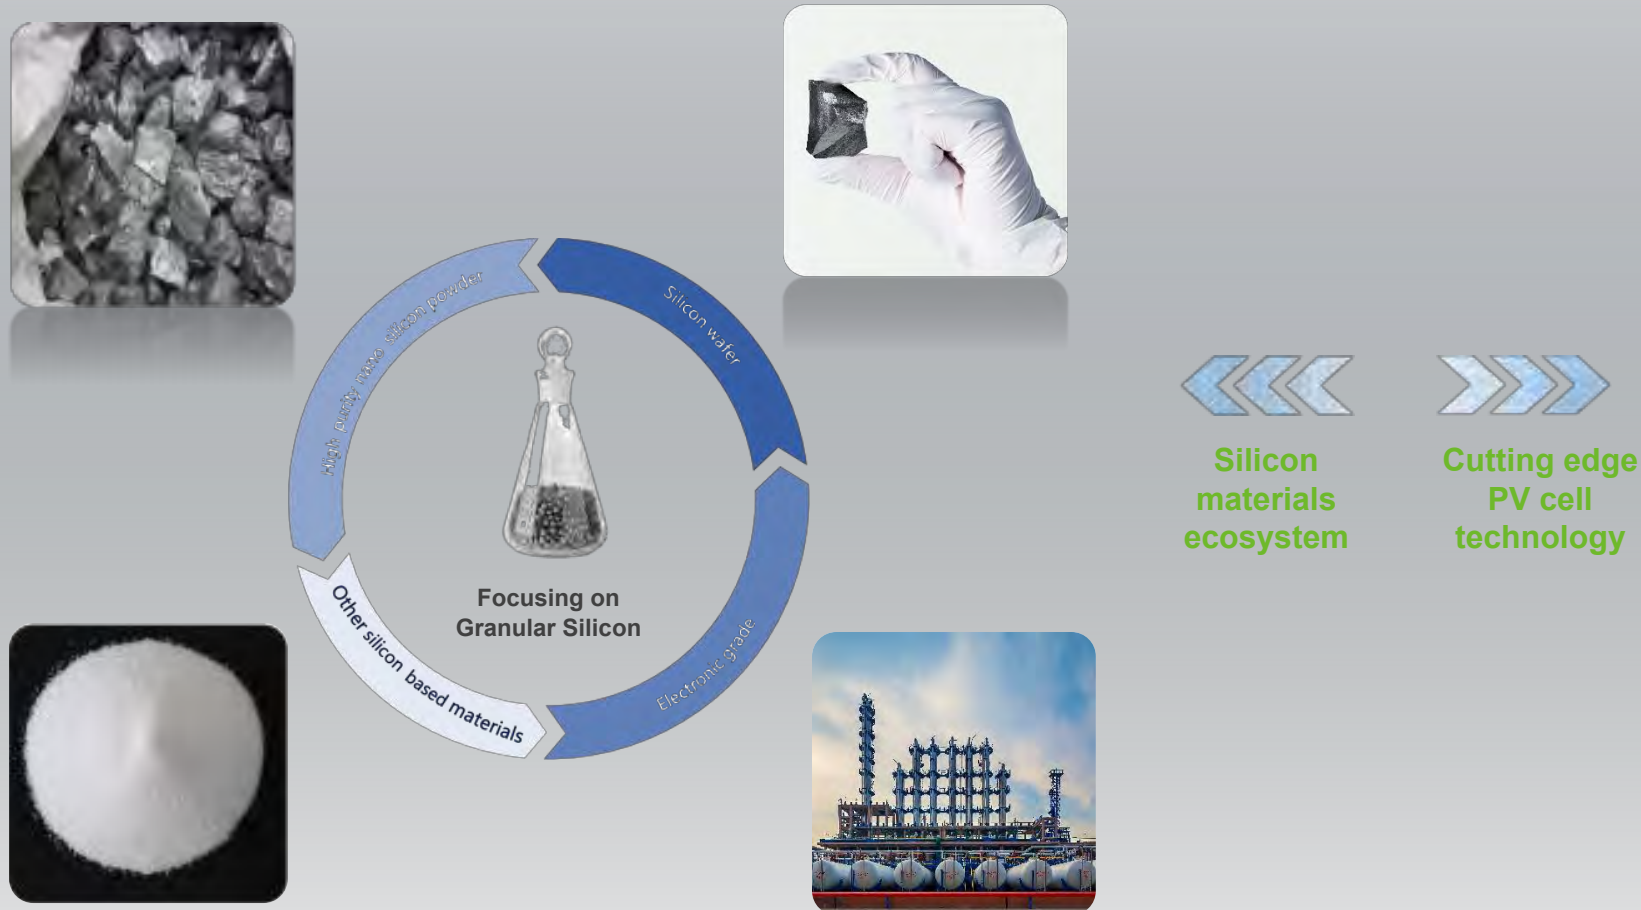 High purity nano silicon powder
Silicon wafer
Other silicon based materials
Electronic grade
Focusing on
Granular Silicon
Silicon
materials
ecosystem
Cutting edge
PV cell
technology